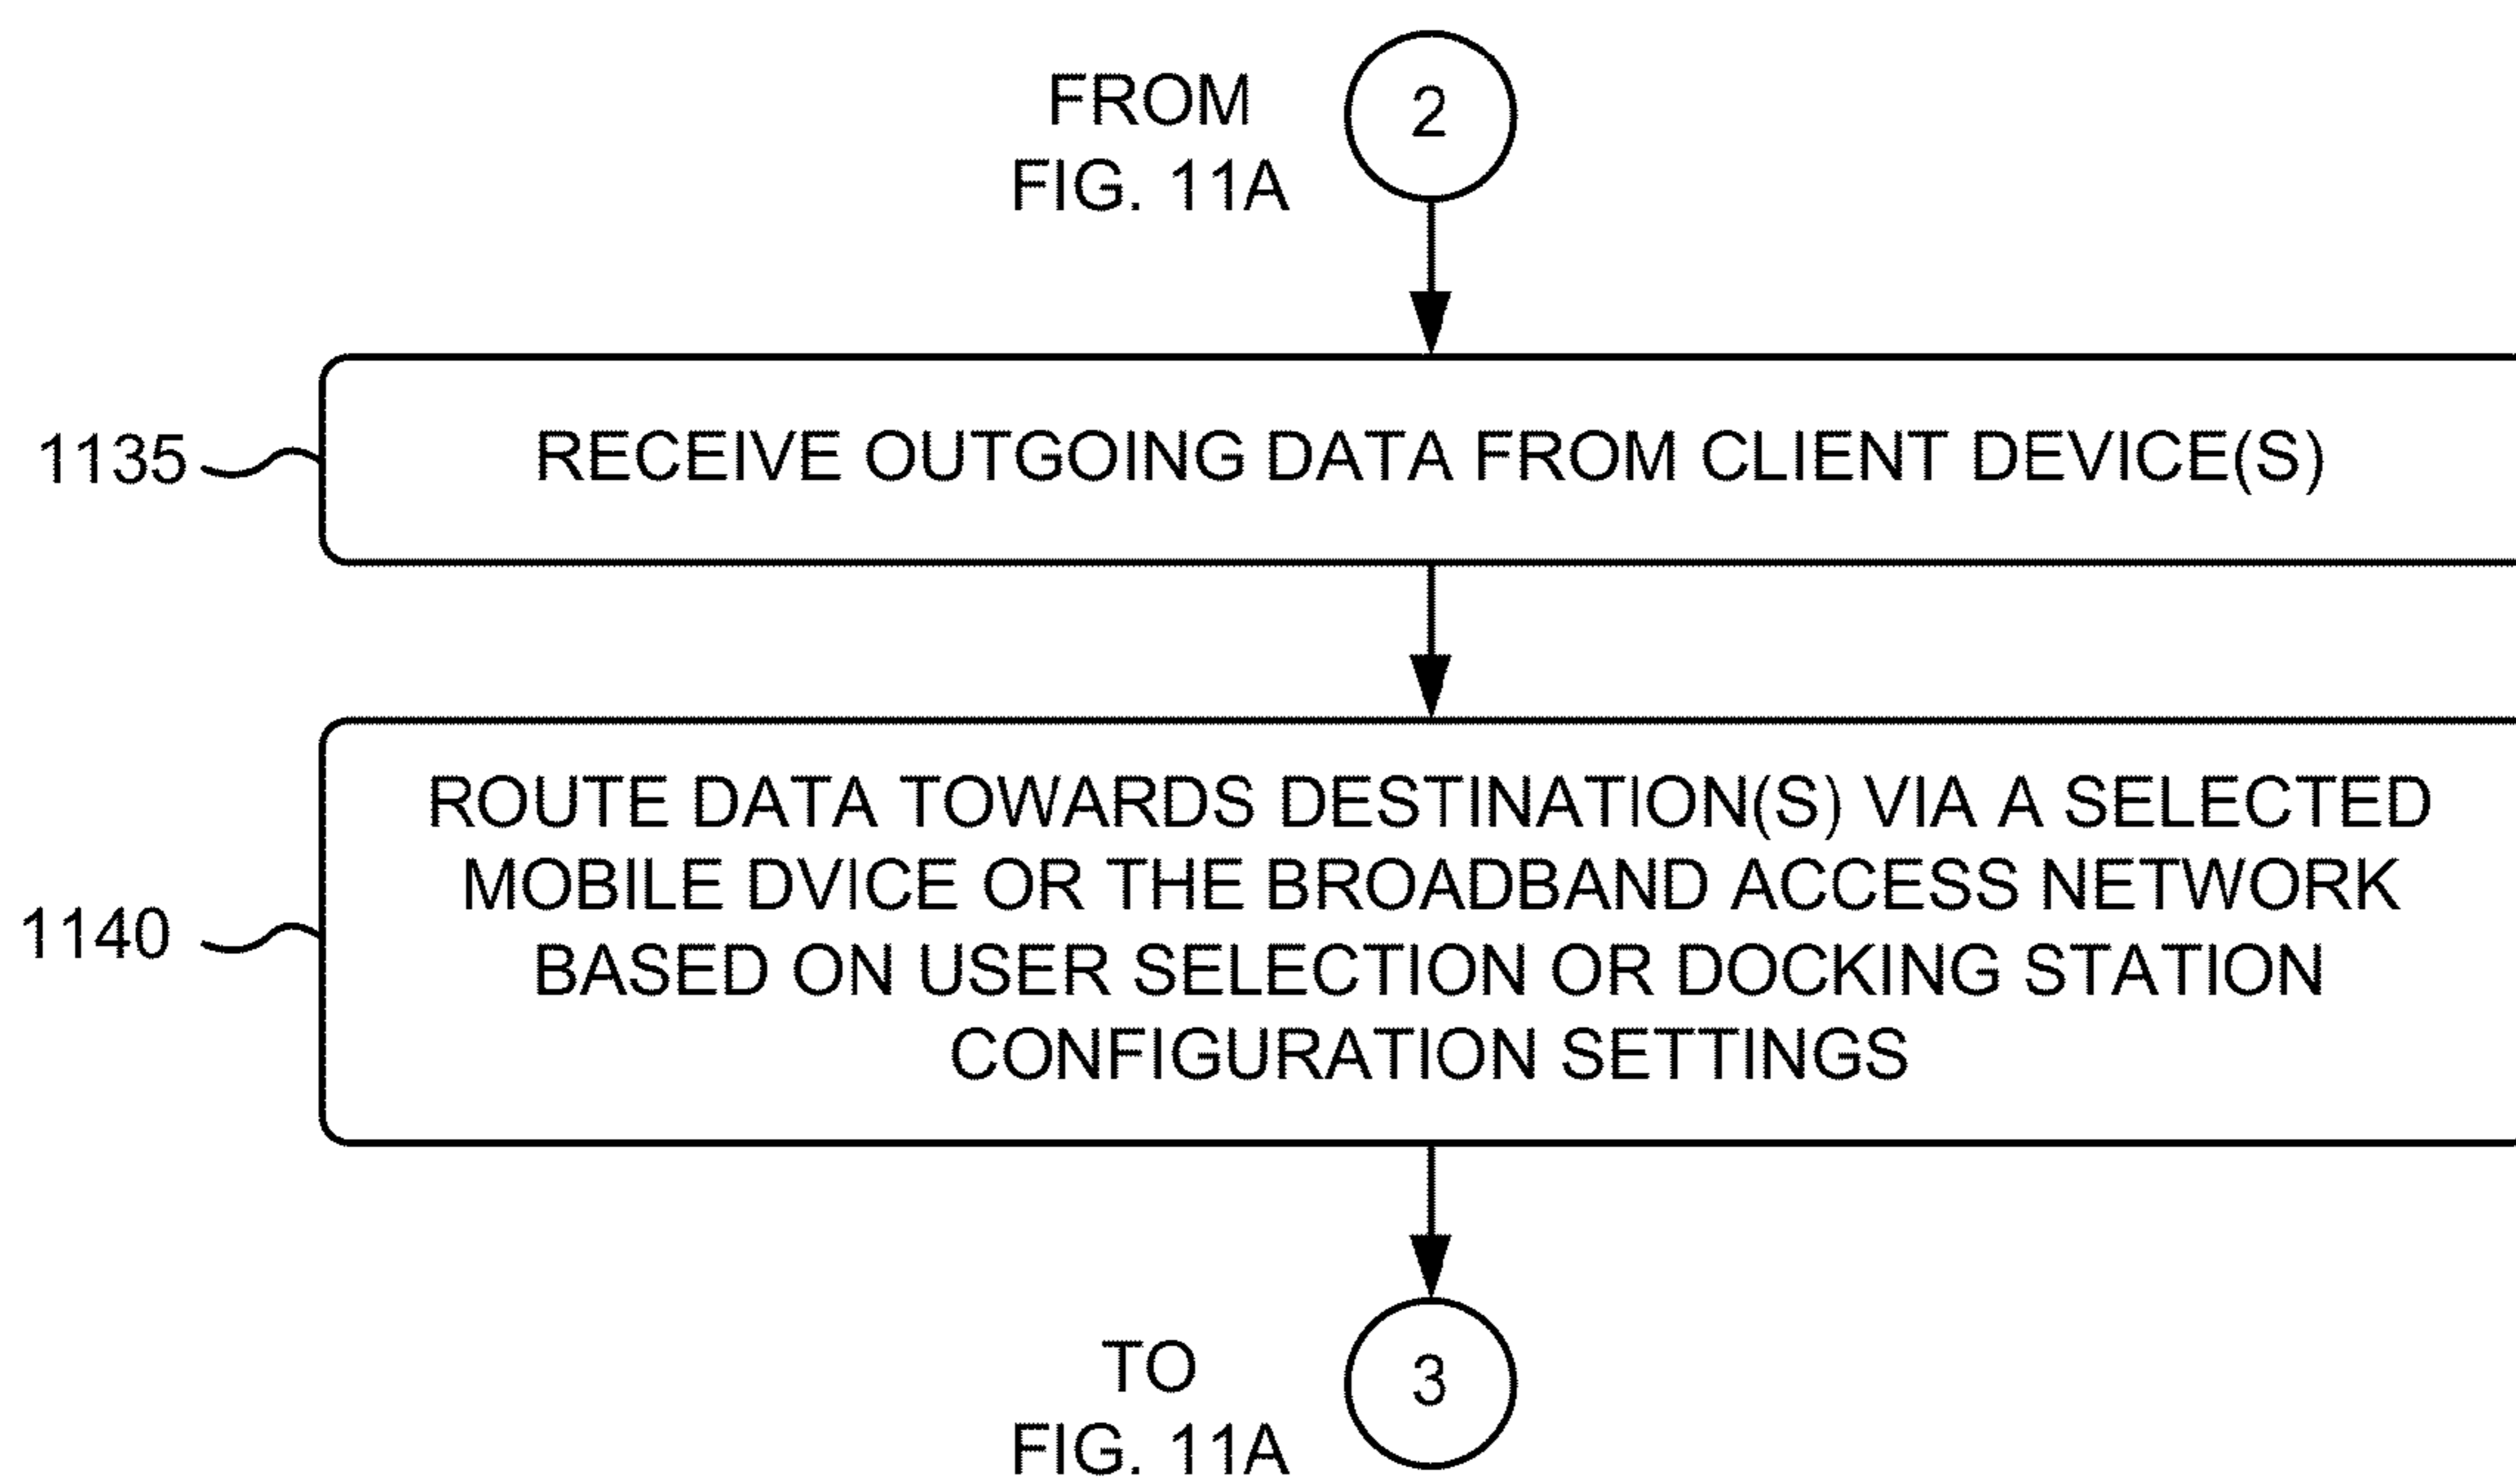 FROM
FIG. 11A
2
1135
RECEIVE OUTGOING DATA FROM CLIENT DEVICE(S)
1140
ROUTE DATA TOWARDS DESTINATION(S) VIA A SELECTED
MOBILE DVICE OR THE BROADBAND ACCESS NETWORK
BASED ON USER SELECTION OR DOCKING STATION
CONFIGURATION SETTINGS
TO
FIG. 11A
3